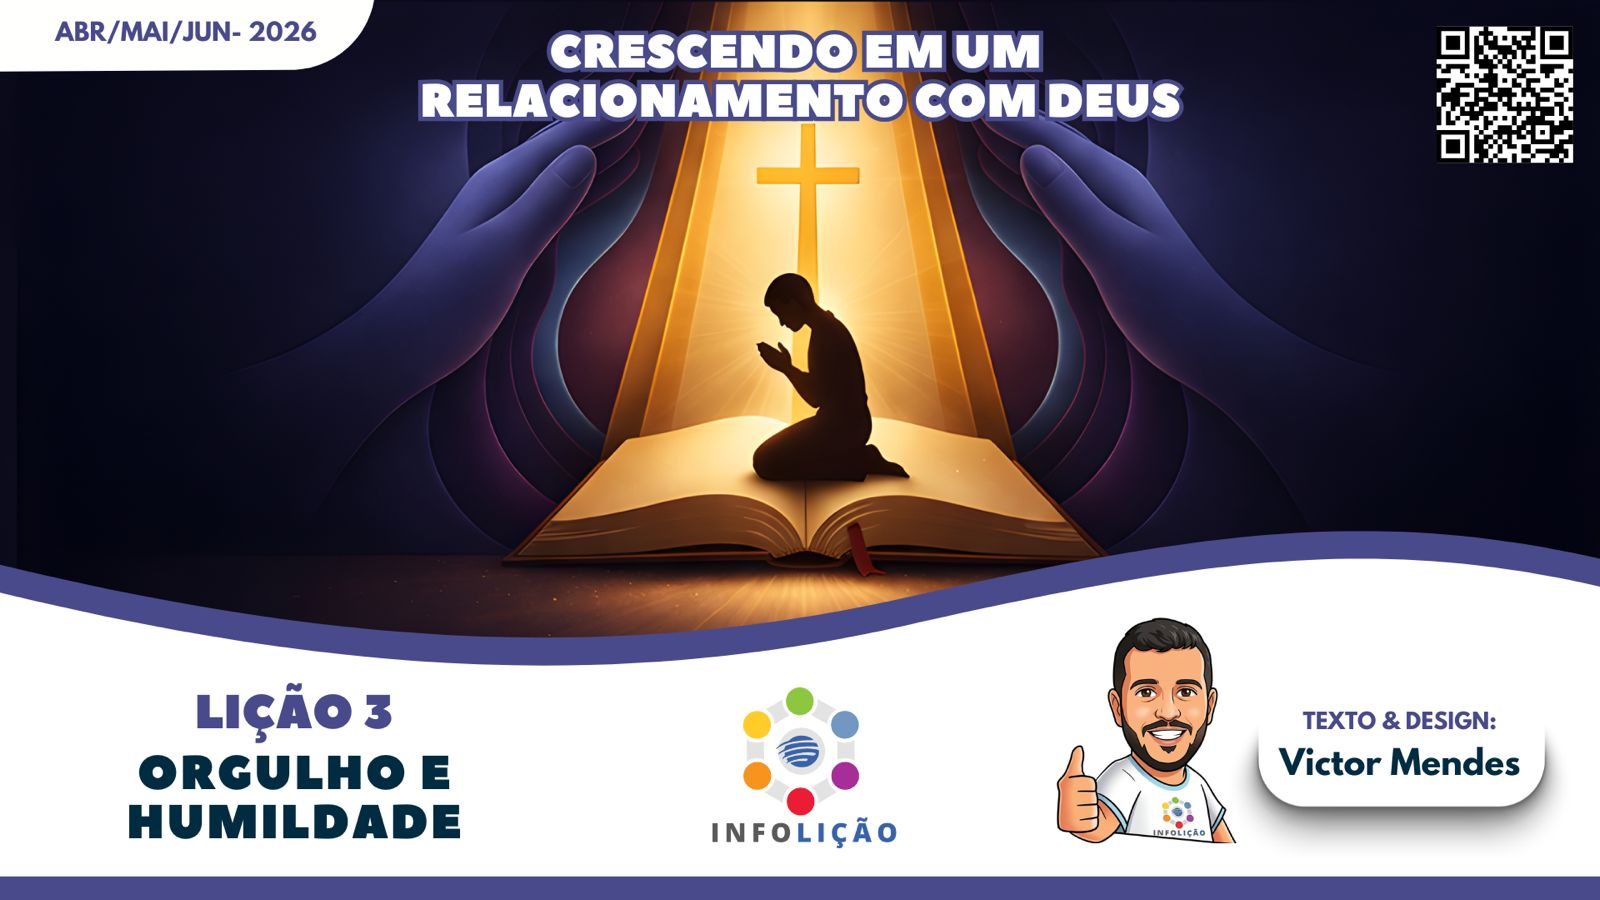 ABR/MAI/JUN- 2026
CRESCENDO EM UM
RELACIONAMENTO COM DEUS
LIÇÃO 3
ORGULHO E
HUMILDADE
INFOLIÇÃO
INFOLIÇÃO
TEXTO & DESIGN:
Victor Mendes